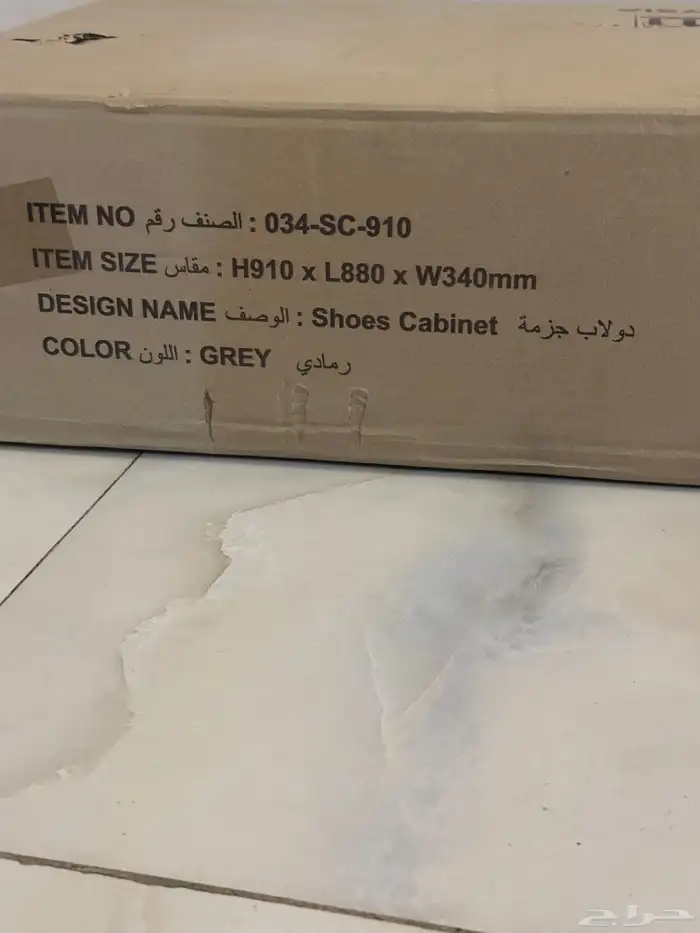 ITEM NO الصنف رقم : 034-SC-910
ITEM SIZE مقاس : H910 x L880 x W340mm
DESIGN NAME الوصف : Shoes Cabinet دولاب جزمة
COLOR اللون : GREY رمادي
حراج